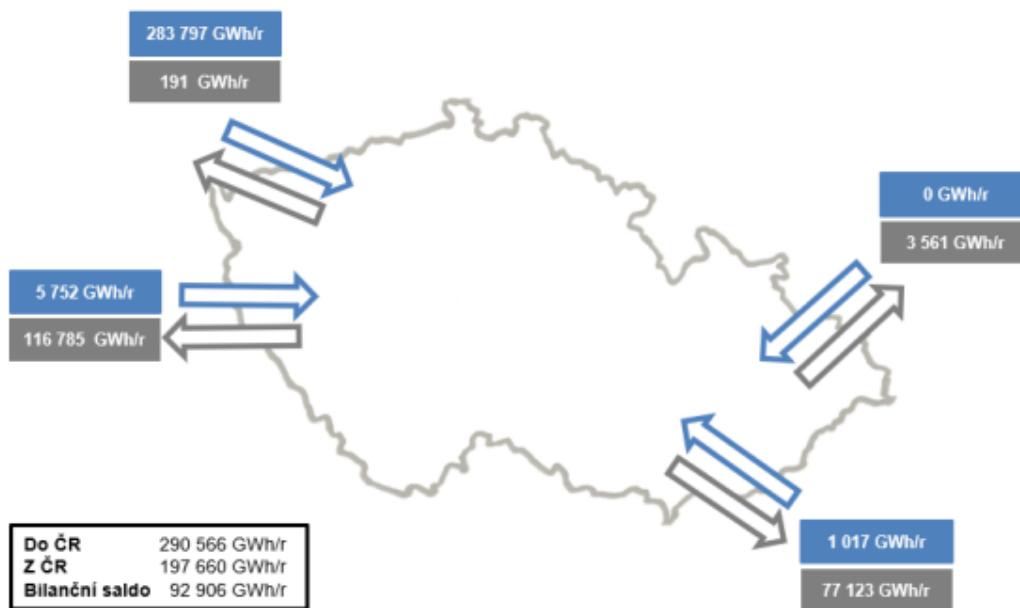 283 797 GWh/r
191 GWh/r
0 GWh/r
3 561 GWh/r
5 752 GWh/r
116 785 GWh/r
1 017 GWh/r
77 123 GWh/r
Do ČR 290 566 GWh/r
Z ČR 197 660 GWh/r
Bilanční saldo 92 906 GWh/r